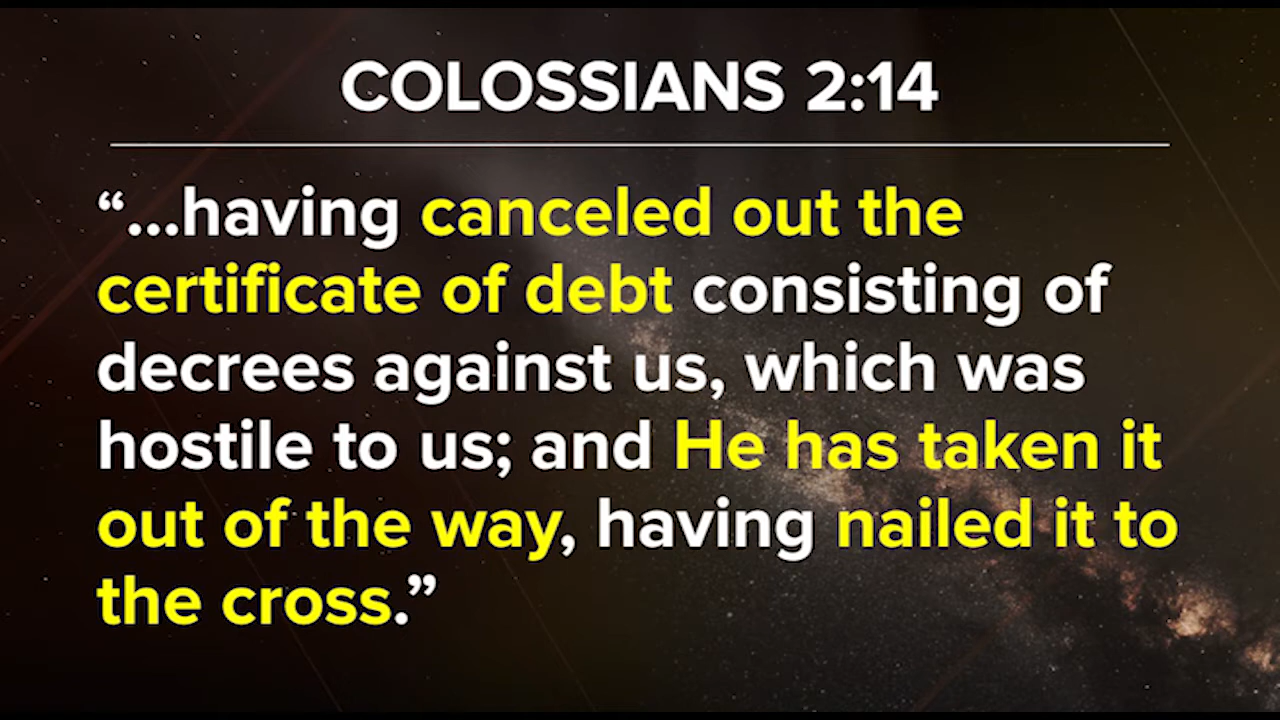 COLOSSIANS 2:14
“...having canceled out the
certificate of debt consisting of
decrees against us, which was
hostile to us; and He has taken it
out of the way, having nailed it to
the cross.”